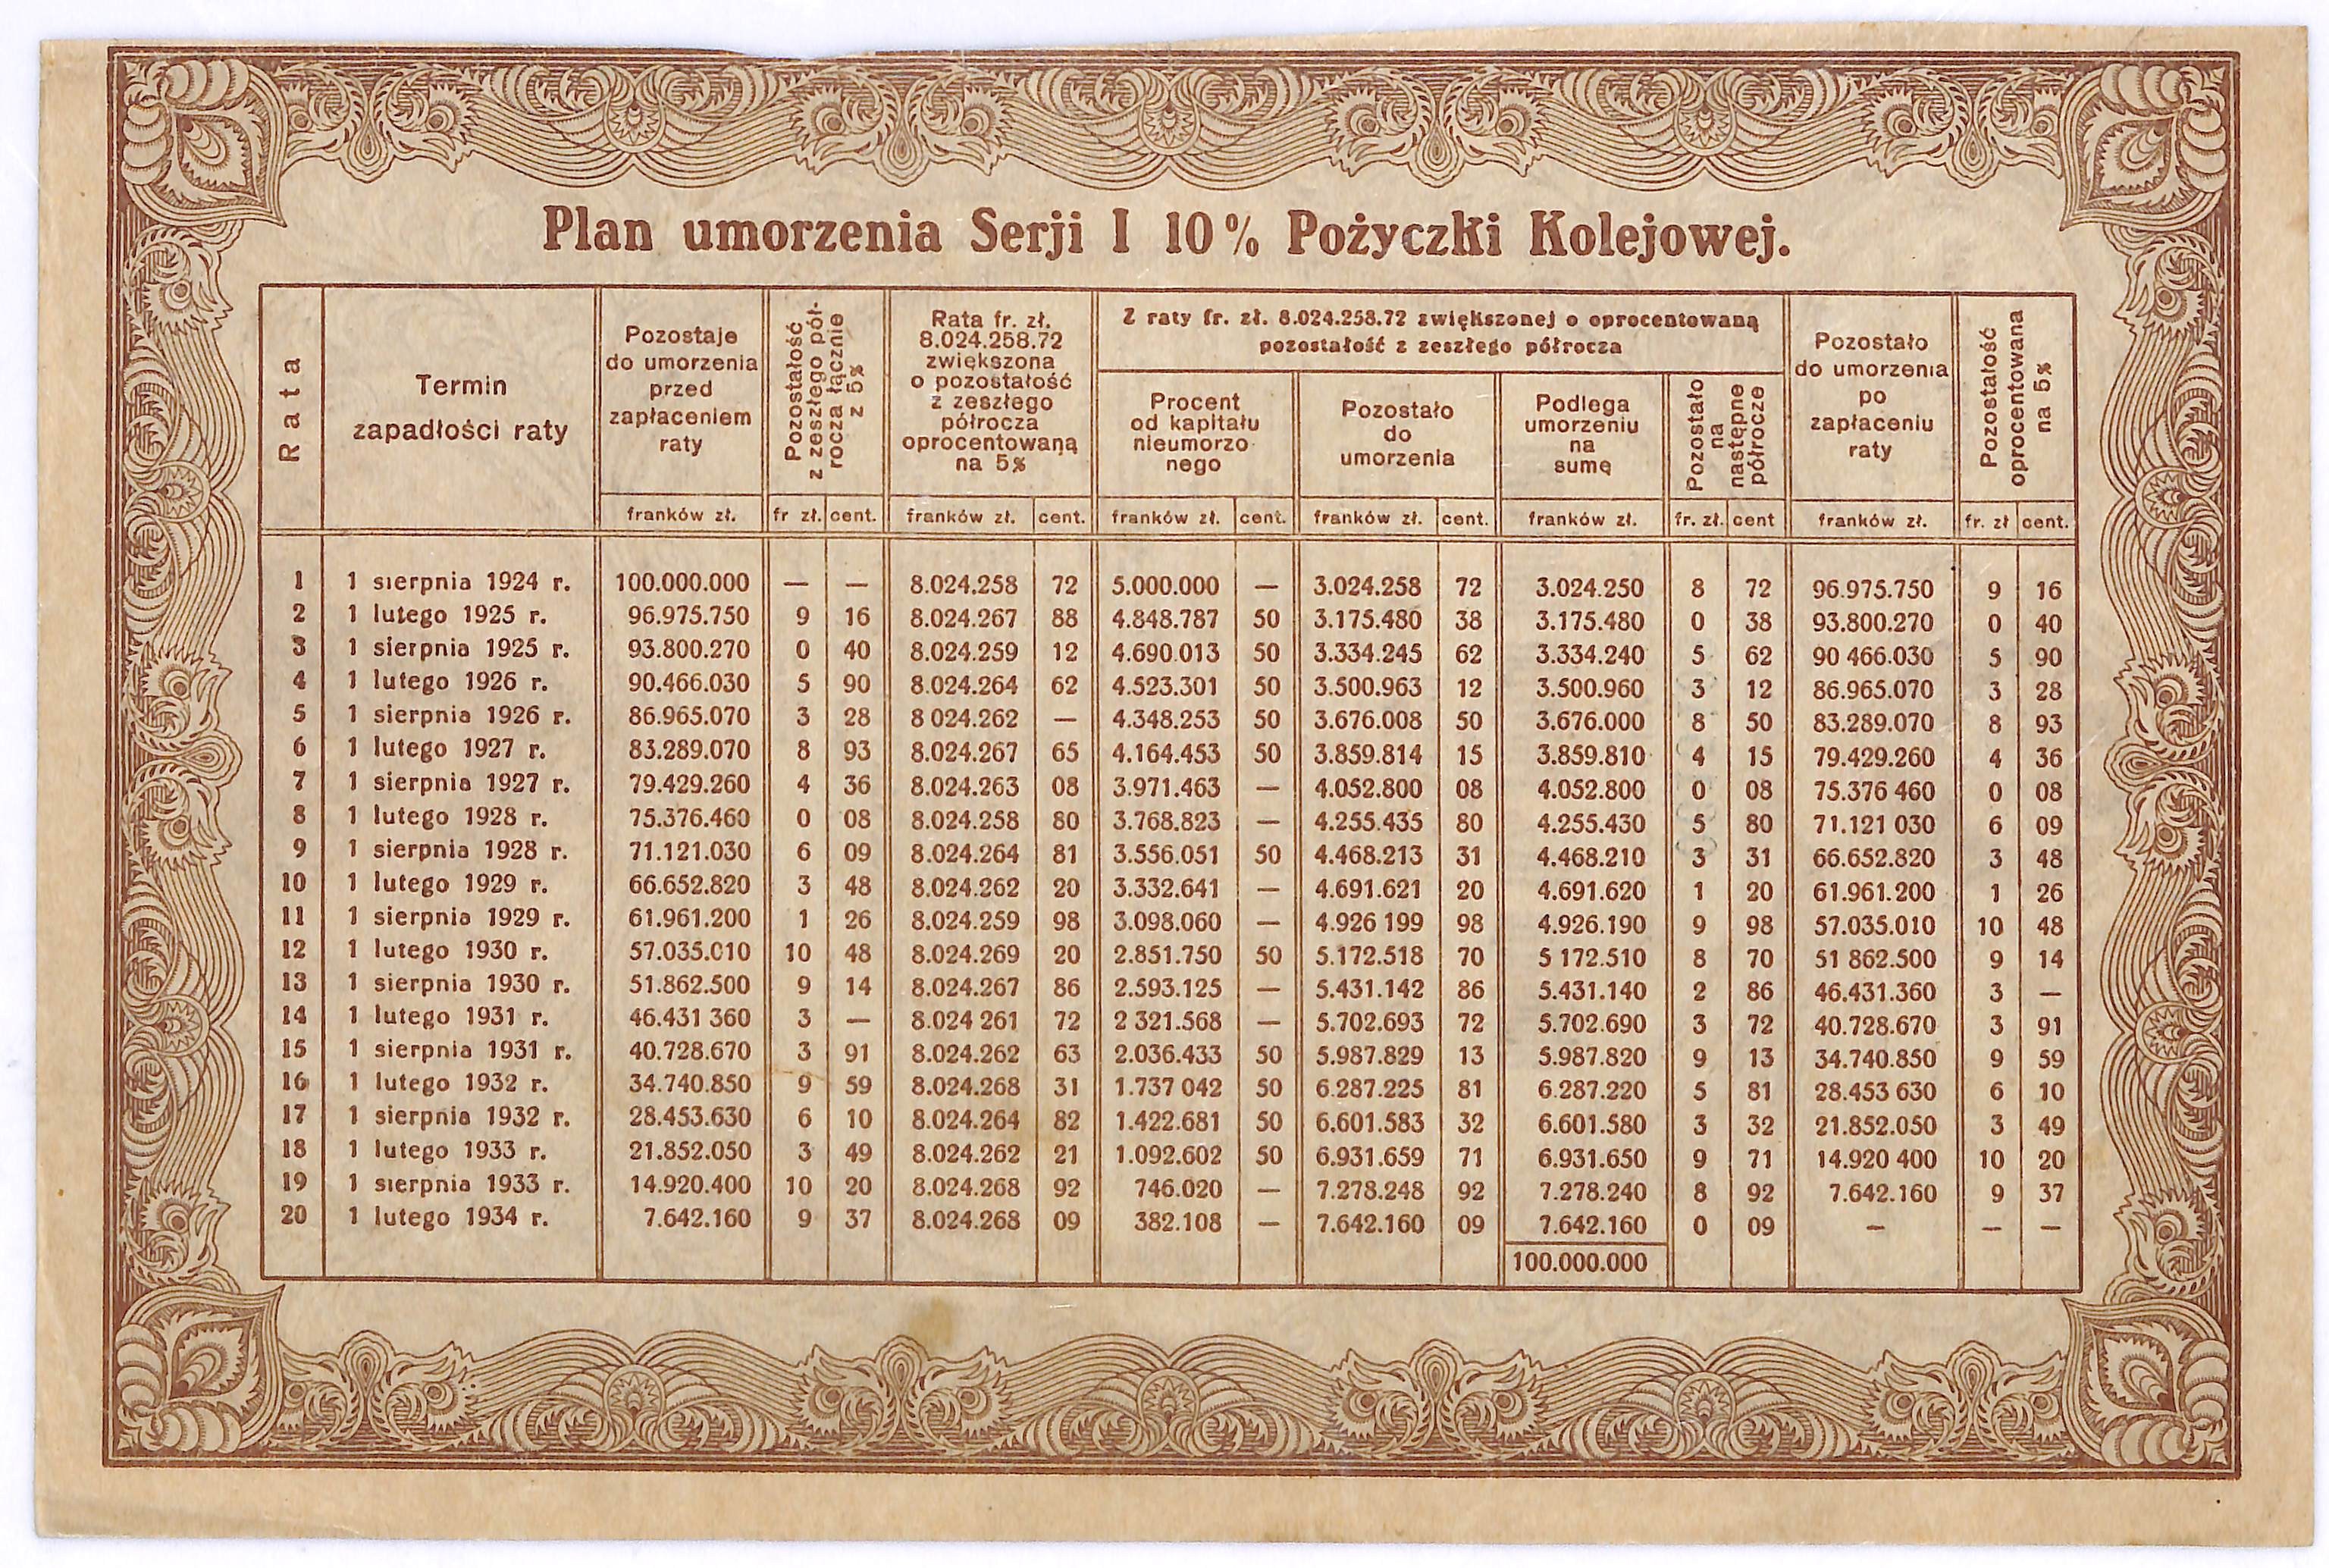 Plan umorzenia Serji I 10% Pożyczki Kolejowej.
Rata
Termin
zapadłości raty
Pozostaje
do umorzenia
przed
zapłaceniem
raty
Pozostałość
z zeszłego pół-
rocza łącznie
z 5%
Rata fr. zł.
8.024.258.72
zwiększona
o pozostałość
z zeszłego
półrocza
oprocentowaną
na 5%
Z raty fr. zł. 8.024.258.72 zwiększonej o oprocentowaną
pozostałość z zeszłego półrocza
Procent
od kapitału
nieumorzo
nego
Pozostało
do
umorzenia
Podlega
umorzeniu
na
sumę
Pozostało
na
następne
półrocze
Pozostało
do umorzenia
po
zapłaceniu
raty
Pozostałość
oprocentowana
na 5%
franków zł. fr zł. cent. franków zł. cent. franków zł. cent. franków zł. cent. franków zł. fr. zł. cent franków zł. fr. zł cent.
1 1 sierpnia 1924 r. 100.000.000 — — 8.024.258 72 5.000.000 — 3.024.258 72 3.024.250 8 72 96.975.750 9 16
2 1 lutego 1925 r. 96.975.750 9 16 8.024.267 88 4.848.787 50 3.175.480 38 3.175.480 0 38 93.800.270 0 40
3 1 sierpnia 1925 r. 93.800.270 0 40 8.024.259 12 4.690.013 50 3.334.245 62 3.334.240 5 62 90 466.030 5 90
4 1 lutego 1926 r. 90.466.030 5 90 8.024.264 62 4.523.301 50 3.500.963 12 3.500.960 3 12 86.965.070 3 28
5 1 sierpnia 1926 r. 86.965.070 3 28 8 024.262 — 4.348.253 50 3.676.008 50 3.676.000 8 50 83.289.070 8 93
6 1 lutego 1927 r. 83.289.070 8 93 8.024.267 65 4.164.453 50 3.859.814 15 3.859.810 4 15 79.429.260 4 36
7 1 sierpnia 1927 r. 79.429.260 4 36 8.024.263 08 3.971.463 — 4.052.800 08 4.052.800 0 08 75.376 460 0 08
8 1 lutego 1928 r. 75.376.460 0 08 8.024.258 80 3.768.823 — 4.255.435 80 4.255.430 5 80 71.121 030 6 09
9 1 sierpnia 1928 r. 71.121.030 6 09 8.024.264 81 3.556.051 50 4.468.213 31 4.468.210 3 31 66.652.820 3 48
10 1 lutego 1929 r. 66.652.820 3 48 8.024.262 20 3.332.641 — 4.691.621 20 4.691.620 1 20 61.961.200 1 26
11 1 sierpnia 1929 r. 61.961.200 1 26 8.024.259 98 3.098.060 — 4.926 199 98 4.926.190 9 98 57.035.010 10 48
12 1 lutego 1930 r. 57.035.010 10 48 8.024.269 20 2.851.750 50 5.172.518 70 5 172.510 8 70 51 862.500 9 14
13 1 sierpnia 1930 r. 51.862.500 9 14 8.024.267 86 2.593.125 — 5.431.142 86 5.431.140 2 86 46.431.360 3 —
14 1 lutego 1931 r. 46.431 360 3 — 8.024 261 72 2 321.568 — 5.702.693 72 5.702.690 3 72 40.728.670 3 91
15 1 sierpnia 1931 r. 40.728.670 3 91 8.024.262 63 2.036.433 50 5.987.829 13 5.987.820 9 13 34.740.850 9 59
16 1 lutego 1932 r. 34.740.850 9 59 8.024.268 31 1.737 042 50 6.287.225 81 6.287.220 5 81 28.453 630 6 10
17 1 sierpnia 1932 r. 28.453.630 6 10 8.024.264 82 1.422.681 50 6.601.583 32 6.601.580 3 32 21.852.050 3 49
18 1 lutego 1933 r. 21.852.050 3 49 8.024.262 21 1.092.602 50 6.931.659 71 6.931.650 9 71 14.920 400 10 20
19 1 sierpnia 1933 r. 14.920.400 10 20 8.024.268 92 746.020 — 7.278.248 92 7.278.240 8 92 7.642.160 9 37
20 1 lutego 1934 r. 7.642.160 9 37 8.024.268 09 382.108 — 7.642.160 09 7.642.160 0 09 — — —
100.000.000